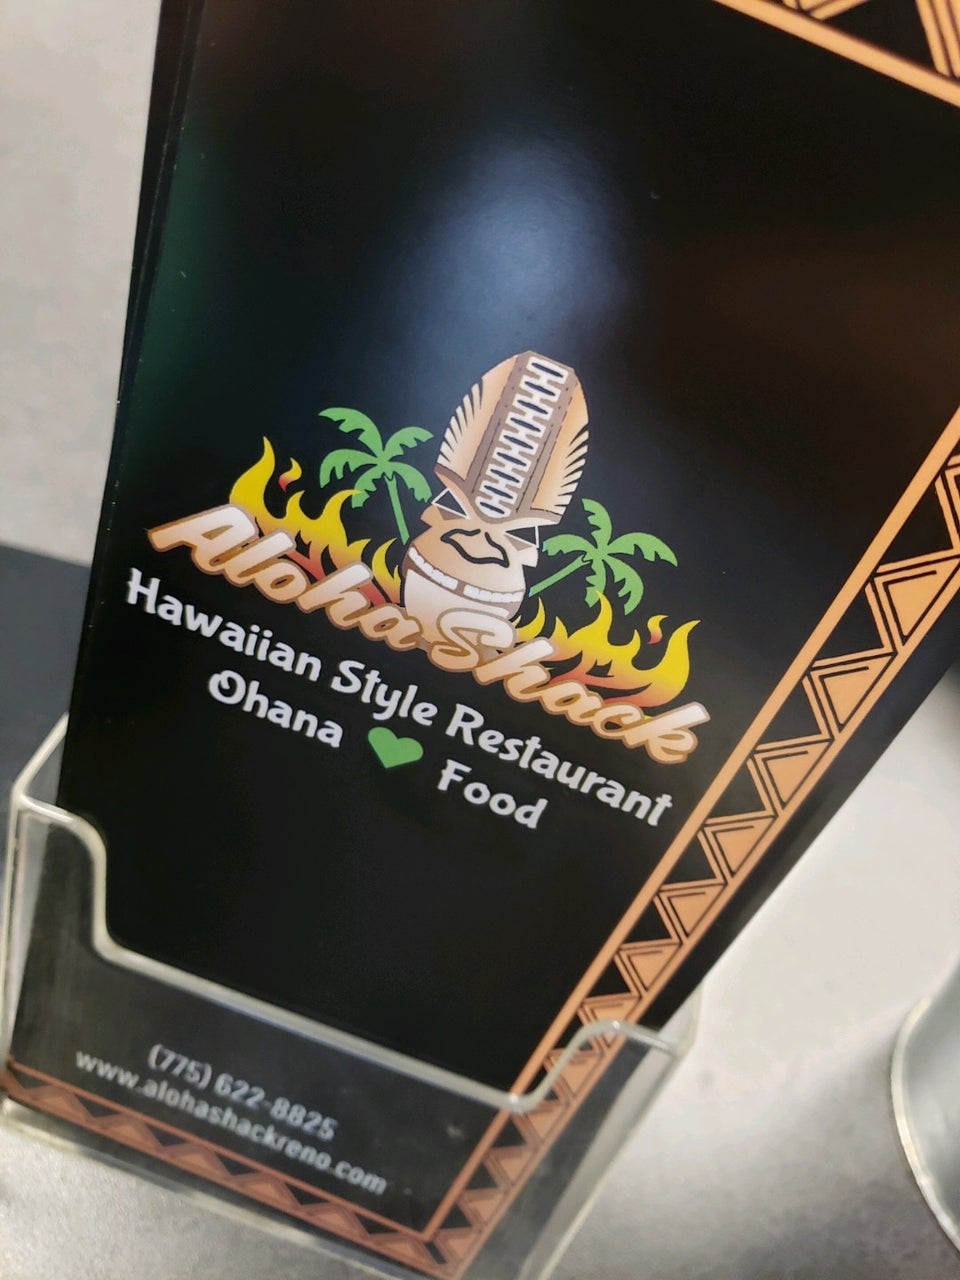 Aloha Shack
Hawaiian Style Restaurant
Ohana Food
(775) 622-8825
www.alohashackreno.com